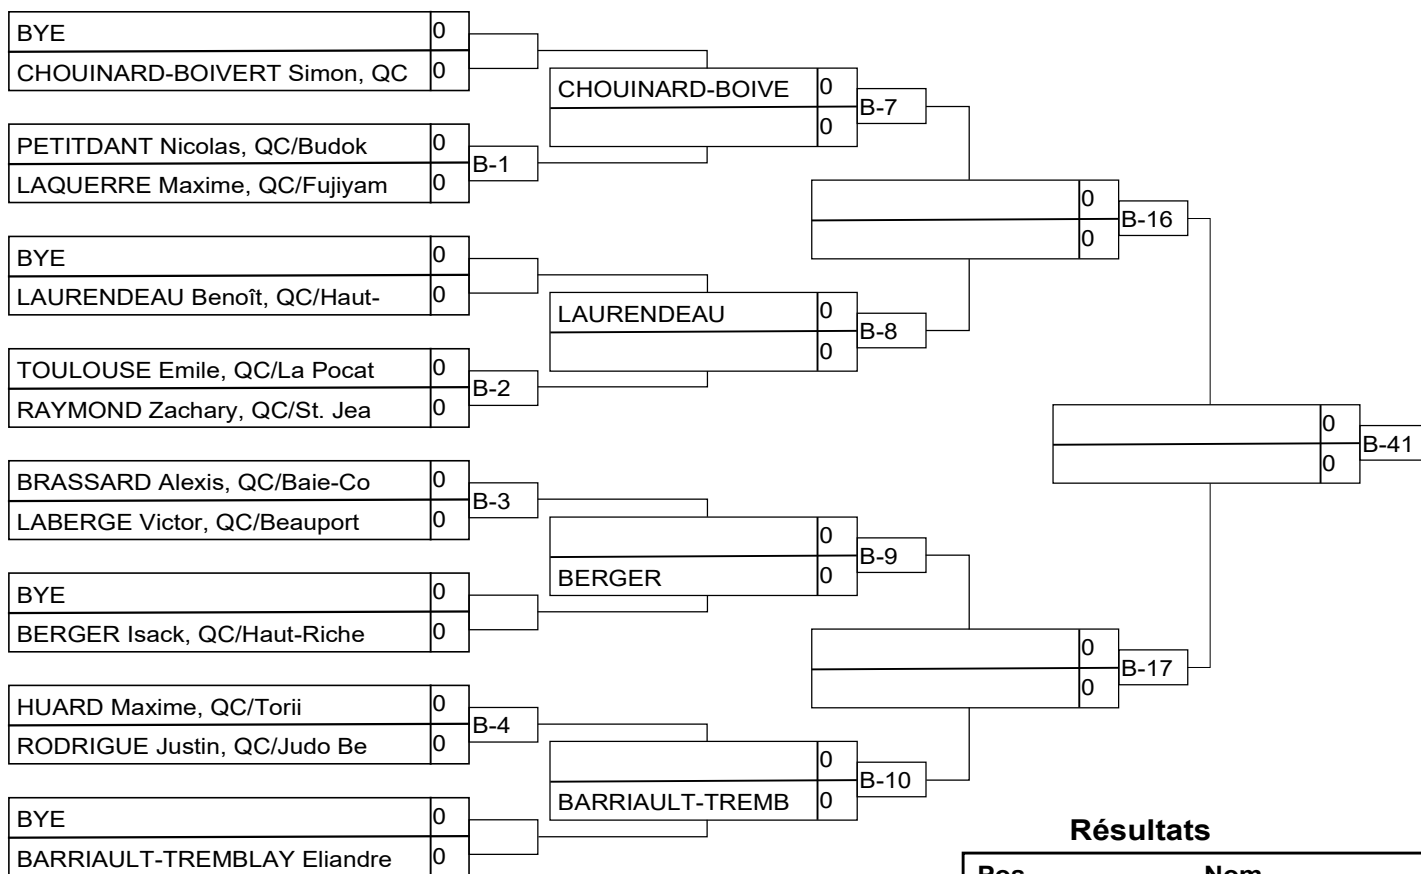 BYE 0
CHOUINARD-BOIVERT Simon, QC 0
PETITDANT Nicolas, QC/Budok 0
LAQUERRE Maxime, QC/Fujiyam 0
B-1
BYE 0
LAURENDEAU Benoît, QC/Haut- 0
TOULOUSE Emile, QC/La Pocat 0
RAYMOND Zachary, QC/St. Jea 0
B-2
BRASSARD Alexis, QC/Baie-Co 0
LABERGE Victor, QC/Beauport 0
B-3
BYE 0
BERGER Isack, QC/Haut-Riche 0
HUARD Maxime, QC/Torii 0
RODRIGUE Justin, QC/Judo Be 0
B-4
BYE 0
BARRIAULT-TREMBLAY Eliandre 0
CHOUINARD-BOIVE 0
0
B-7
LAURENDEAU 0
0
B-8
0
BERGER 0
B-9
0
BARRIAULT-TREMB 0
B-10
0
0
B-16
0
0
B-17
0
0
B-41
Résultats
Pos Nom